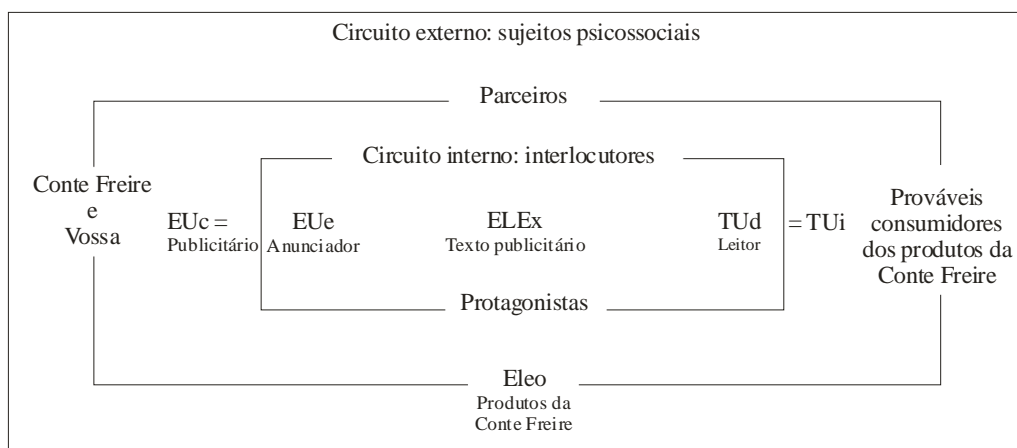 Circuito externo: sujeitos psicossociais
Parceiros
Circuito interno: interlocutores
Conte Freire
e
Vossa
EUc =
Publicitário
EUe
Anunciador
ELEx
Texto publicitário
TUd
Leitor
= TUi
Prováveis
consumidores
dos produtos da
Conte Freire
Protagonistas
Eleo
Produtos da
Conte Freire